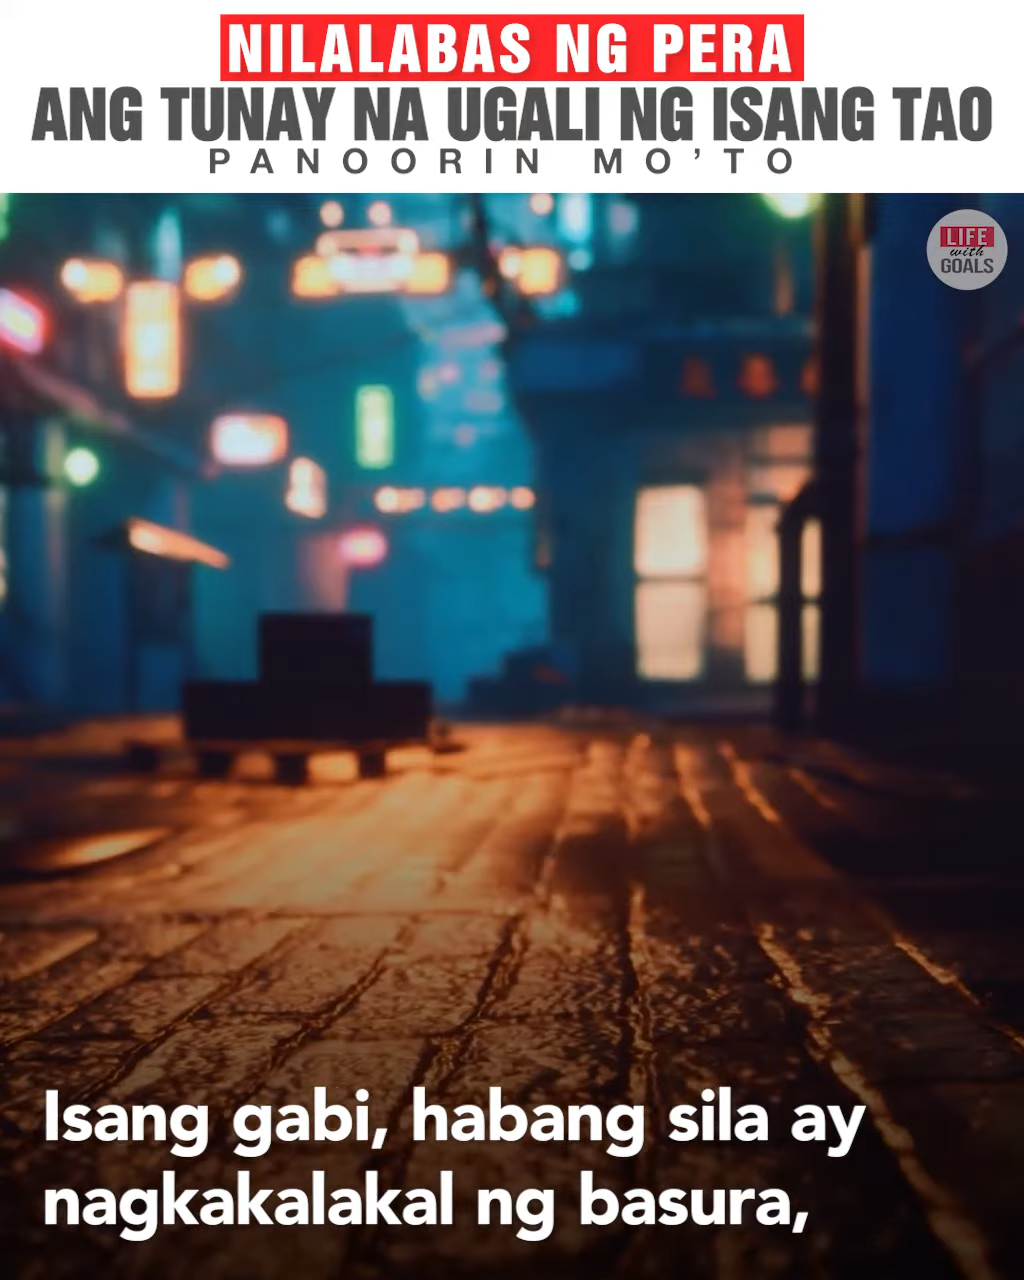 NILALABAS NG PERA
ANG TUNAY NA UGALI NG ISANG TAO
PANOORIN MO'TO
LIFE
with
GOALS
Isang gabi, habang sila ay
nagkakalakal ng basura,